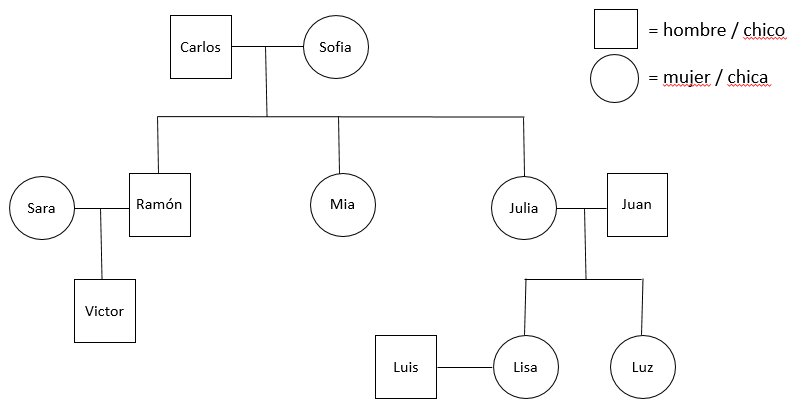 Carlos
Sofia
= hombre / chico
= mujer / chica
Sara
Ramón
Mia
Julia
Juan
Victor
Luis
Lisa
Luz